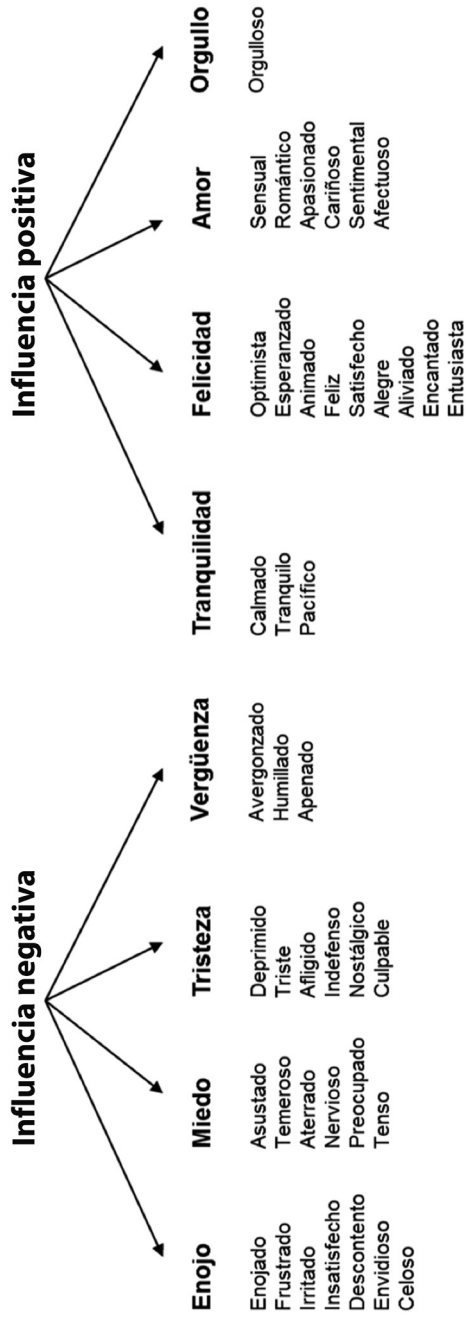 Influencia negativa
Enojo
Enojado
Frustrado
Irritado
Insatisfecho
Descontento
Envidioso
Celoso
Miedo
Asustado
Temeroso
Aterrado
Nervioso
Preocupado
Tenso
Tristeza
Deprimido
Triste
Afligido
Indefenso
Nostálgico
Culpable
Vergüenza
Avergonzado
Humillado
Apenado
Influencia positiva
Tranquilidad
Calmado
Tranquilo
Pacífico
Felicidad
Optimista
Esperanzado
Animado
Feliz
Satisfecho
Alegre
Aliviado
Encantado
Entusiasta
Amor
Sensual
Romántico
Apasionado
Cariñoso
Sentimental
Afectuoso
Orgullo
Orgulloso